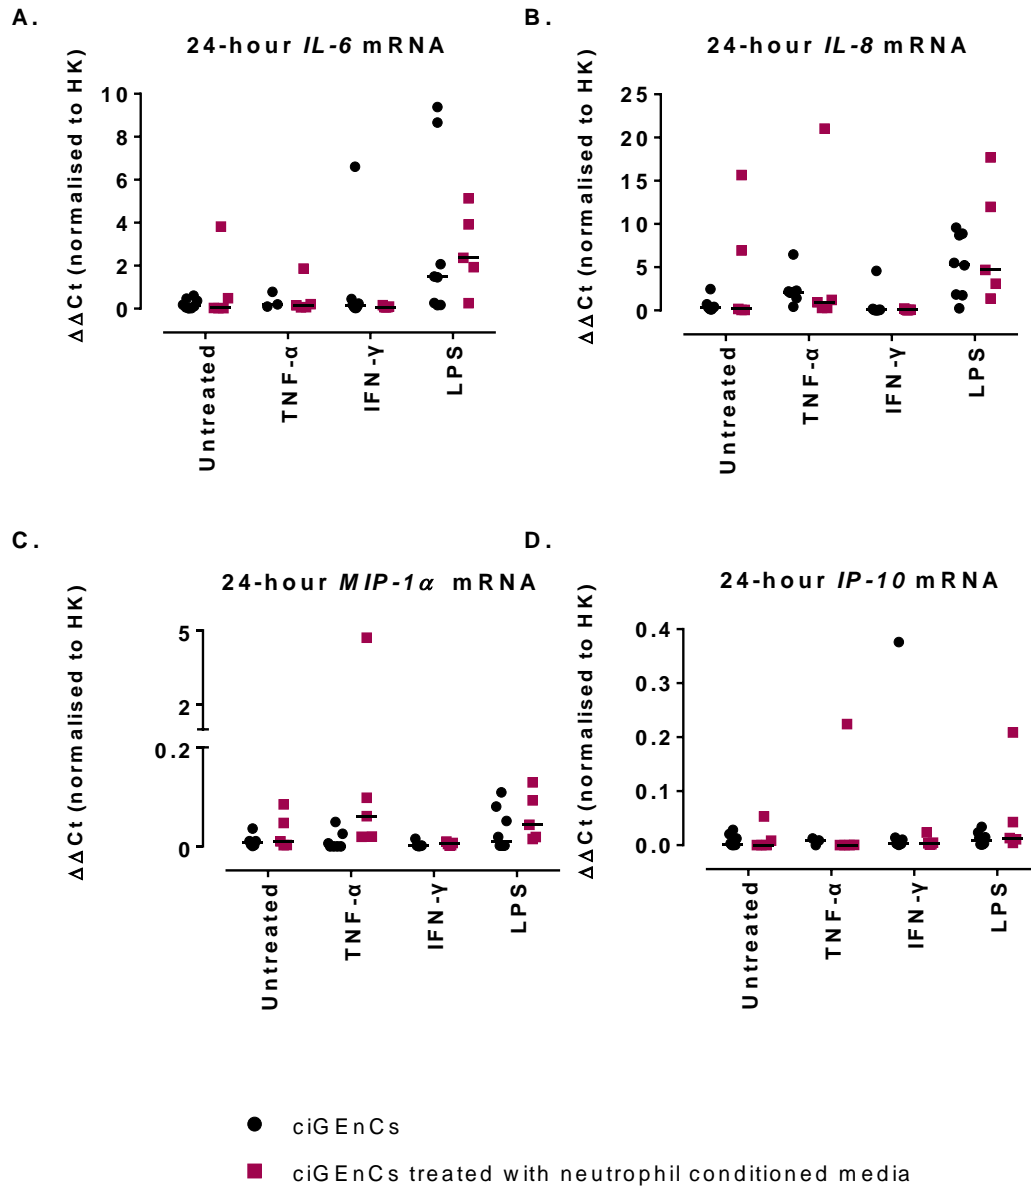 A.
24-hour IL-6 mRNA
ΔΔCt (normalised to HK)
10
8
6
4
2
0
Untreated
TNF-α
IFN-γ
LPS
B.
24-hour IL-8 mRNA
ΔΔCt (normalised to HK)
25
20
15
10
5
0
Untreated
TNF-α
IFN-γ
LPS
C.
24-hour MIP-1α mRNA
ΔΔCt (normalised to HK)
5
2
0.2
0
Untreated
TNF-α
IFN-γ
LPS
D.
24-hour IP-10 mRNA
ΔΔCt (normalised to HK)
0.4
0.3
0.2
0.1
0.0
Untreated
TNF-α
IFN-γ
LPS
ciGEnCs
ciGEnCs treated with neutrophil conditioned media